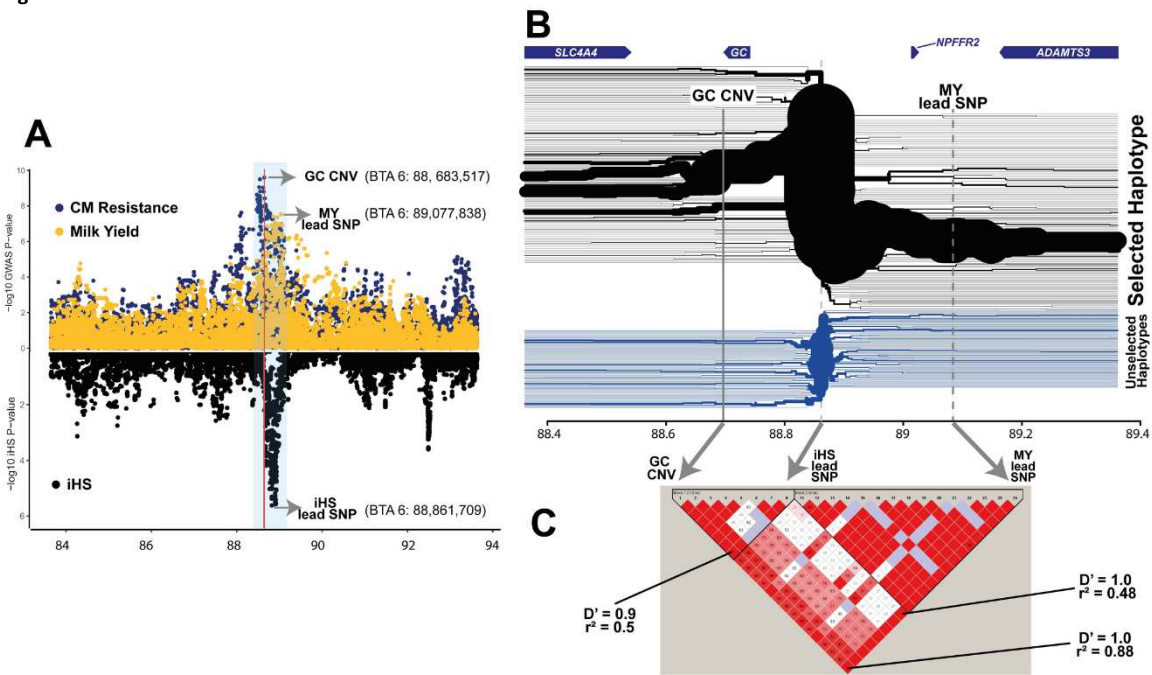 B
SLC4A4
GC
NPFFR2
ADAMTS3
GC CNV
MY
lead SNP
Selected Haplotype
Unselected
Haplotypes
88.4
88.6
88.8
89
89.2
89.4
A
10
8
6
4
2
0
2
4
6
−log10 GWAS P-value
−log10 iHS P-value
CM Resistance
Milk Yield
iHS
GC CNV (BTA 6: 88, 683,517)
MY (BTA 6: 89,077,838)
lead SNP
iHS
lead SNP (BTA 6: 88,861,709)
84
86
88
90
92
94
GC
CNV
iHS
lead
SNP
MY
lead
SNP
C
D' = 0.9
r² = 0.5
D' = 1.0
r² = 0.48
D' = 1.0
r² = 0.88